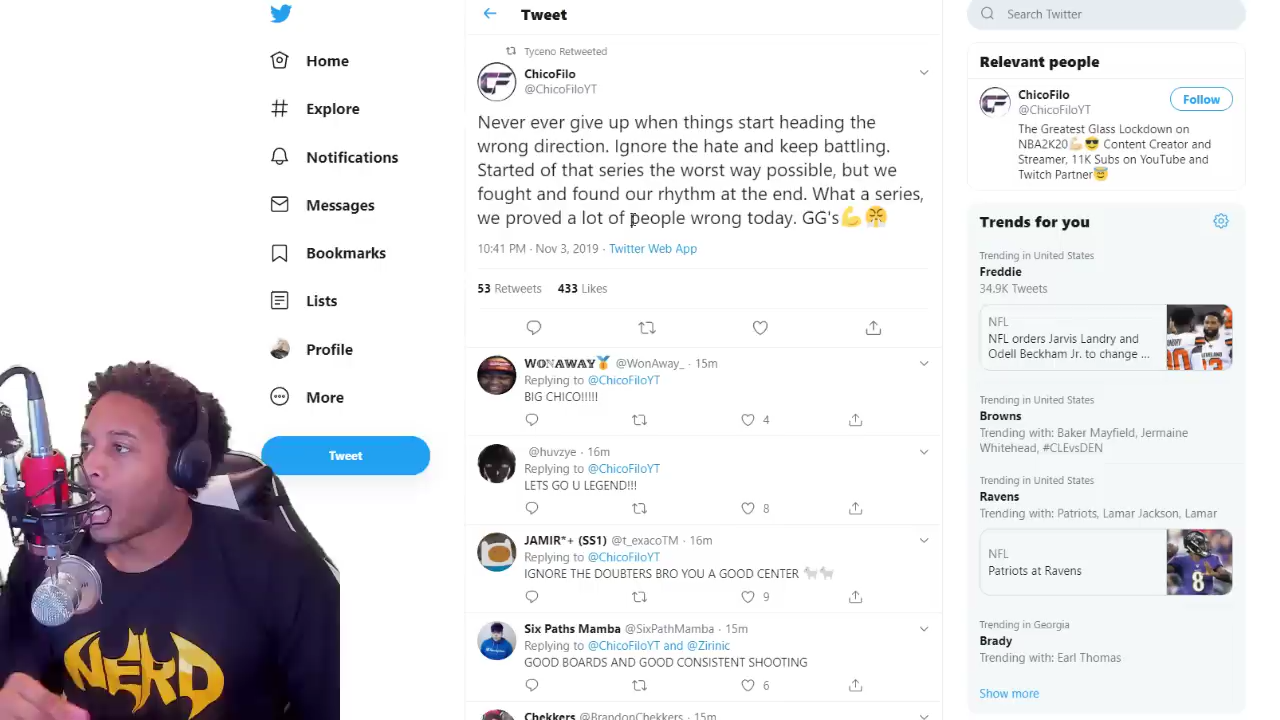 Home
Explore
Notifications
Messages
Bookmarks
Lists
Profile
More
Tweet
Tweet
Tyceno Retweeted
ChicoFilo
@ChicoFiloYT
Never ever give up when things start heading the
wrong direction. Ignore the hate and keep battling.
Started of that series the worst way possible, but we
fought and found our rhythm at the end. What a series,
we proved a lot of people wrong today. GG's💪😤
10:41 PM · Nov 3, 2019 · Twitter Web App
53 Retweets 433 Likes
WONAWAY🏅 @WonAway_ · 15m
Replying to @ChicoFiloYT
BIG CHICO!!!!!
4
@huvzye · 16m
Replying to @ChicoFiloYT
LETS GO U LEGEND!!!
8
JAMIR*+ (SS1) @t_exacoTM · 16m
Replying to @ChicoFiloYT
IGNORE THE DOUBTERS BRO YOU A GOOD CENTER 🐐🐐
9
Six Paths Mamba @SixPathMamba · 15m
Replying to @ChicoFiloYT and @Zirinic
GOOD BOARDS AND GOOD CONSISTENT SHOOTING
6
Chekkers @BrandonChekkers · 15m
Search Twitter
Relevant people
ChicoFilo
@ChicoFiloYT
Follow
The Greatest Glass Lockdown on
NBA2K20💪😎 Content Creator and
Streamer, 11K Subs on YouTube and
Twitch Partner😇
Trends for you
Trending in United States
Freddie
34.9K Tweets
NFL
NFL orders Jarvis Landry and
Odell Beckham Jr. to change ...
Trending in United States
Browns
Trending with: Baker Mayfield, Jermaine
Whitehead, #CLEvsDEN
Trending in United States
Ravens
Trending with: Patriots, Lamar Jackson, Lamar
NFL
Patriots at Ravens
8
Trending in Georgia
Brady
Trending with: Earl Thomas
Show more
NERD